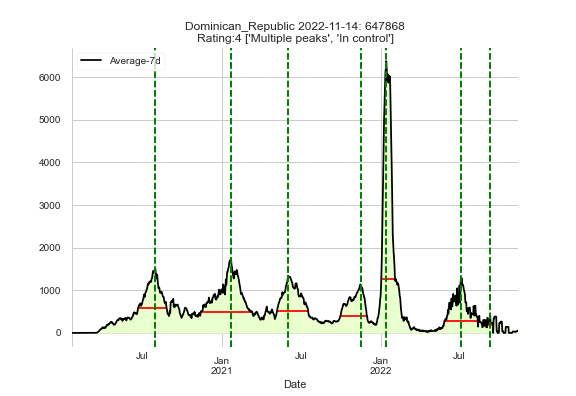 Dominican_Republic 2022-11-14: 647868
Rating:4 ['Multiple peaks', 'In control']
Average-7d
6000
5000
4000
3000
2000
1000
0
Jul
Jan
2021
Jul
Jan
2022
Jul
Date